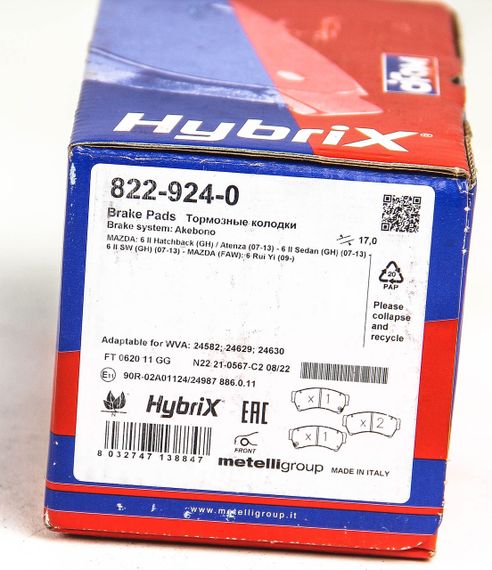 HybriX®
822-924-0
Brake Pads Тормозные колодки
Brake system: Akebono
17,0
MAZDA: 6 II Hatchback (GH) / Atenza (07-13) - 6 II Sedan (GH) (07-13) -
6 II SW (GH) (07-13) - MAZDA (FAW): 6 Rui Yi (09-)
20
PAP
Please
collapse
and
recycle
Adaptable for WVA: 24582; 24629; 24630
FT 0620 11 GG N22 21-0567-C2 08/22
E11 90R-02A01124/24987 886.0.11
N
HybriX
EAC
x 1
x 2
x 1
FRONT
8 032747 138847
metelligroup
MADE IN ITALY
www.metelligroup.it